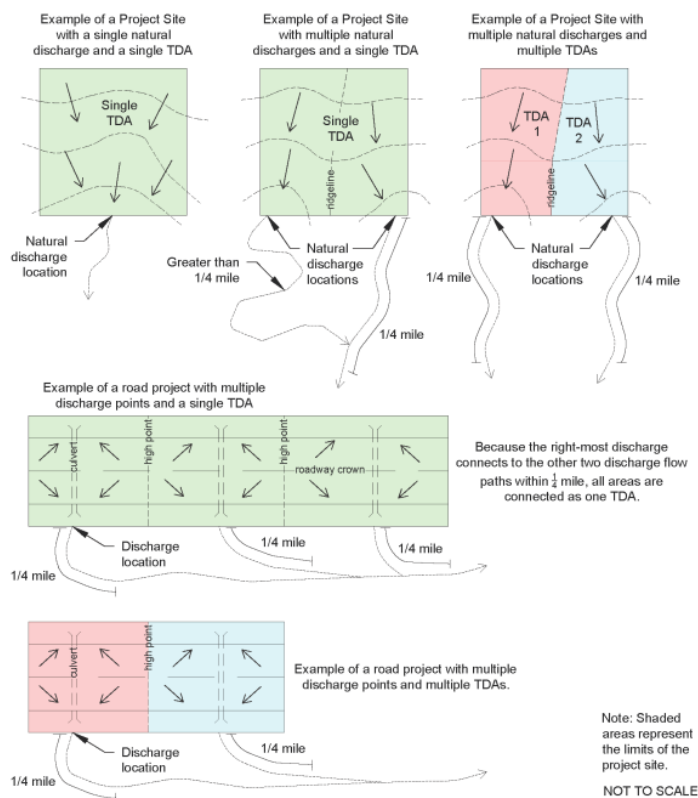 Example of a Project Site
with a single natural
discharge and a single TDA
Single
TDA
Natural
discharge
location
Example of a Project Site
with multiple natural
discharges and a single TDA
Single
TDA
ridgeline
Natural
discharge
locations
Greater than
1/4 mile
1/4 mile
Example of a Project Site with
multiple natural discharges and
multiple TDAs
TDA
1
TDA
2
ridgeline
Natural
discharge
locations
1/4 mile
1/4 mile
Example of a road project with multiple
discharge points and a single TDA
culvert
high point
high point
roadway crown
Discharge
location
1/4 mile
1/4 mile
1/4 mile
Because the right-most discharge
connects to the other two discharge flow
paths within 1/4 mile, all areas are
connected as one TDA.
culvert
high point
Example of a road project with multiple
discharge points and multiple TDAs.
Discharge
location
1/4 mile
1/4 mile
Note: Shaded
areas represent
the limits of the
project site.
NOT TO SCALE